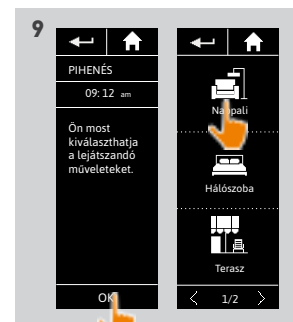 9
PIHENÉS
09:12 am
Ön most
kiválaszthatja
a lejátszandó
műveleteket.
OK
Nappali
Hálószoba
Terasz
< 1/2 >